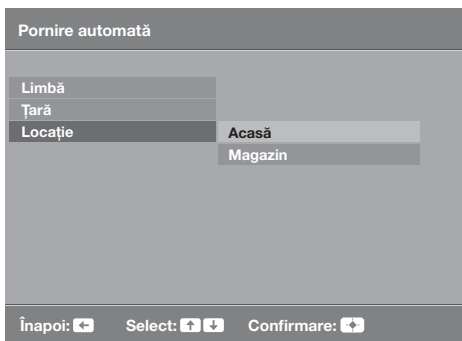 Pornire automată
Limbă
Țară
Locație Acasă
Magazin
Înapoi: Select: Confirmare: